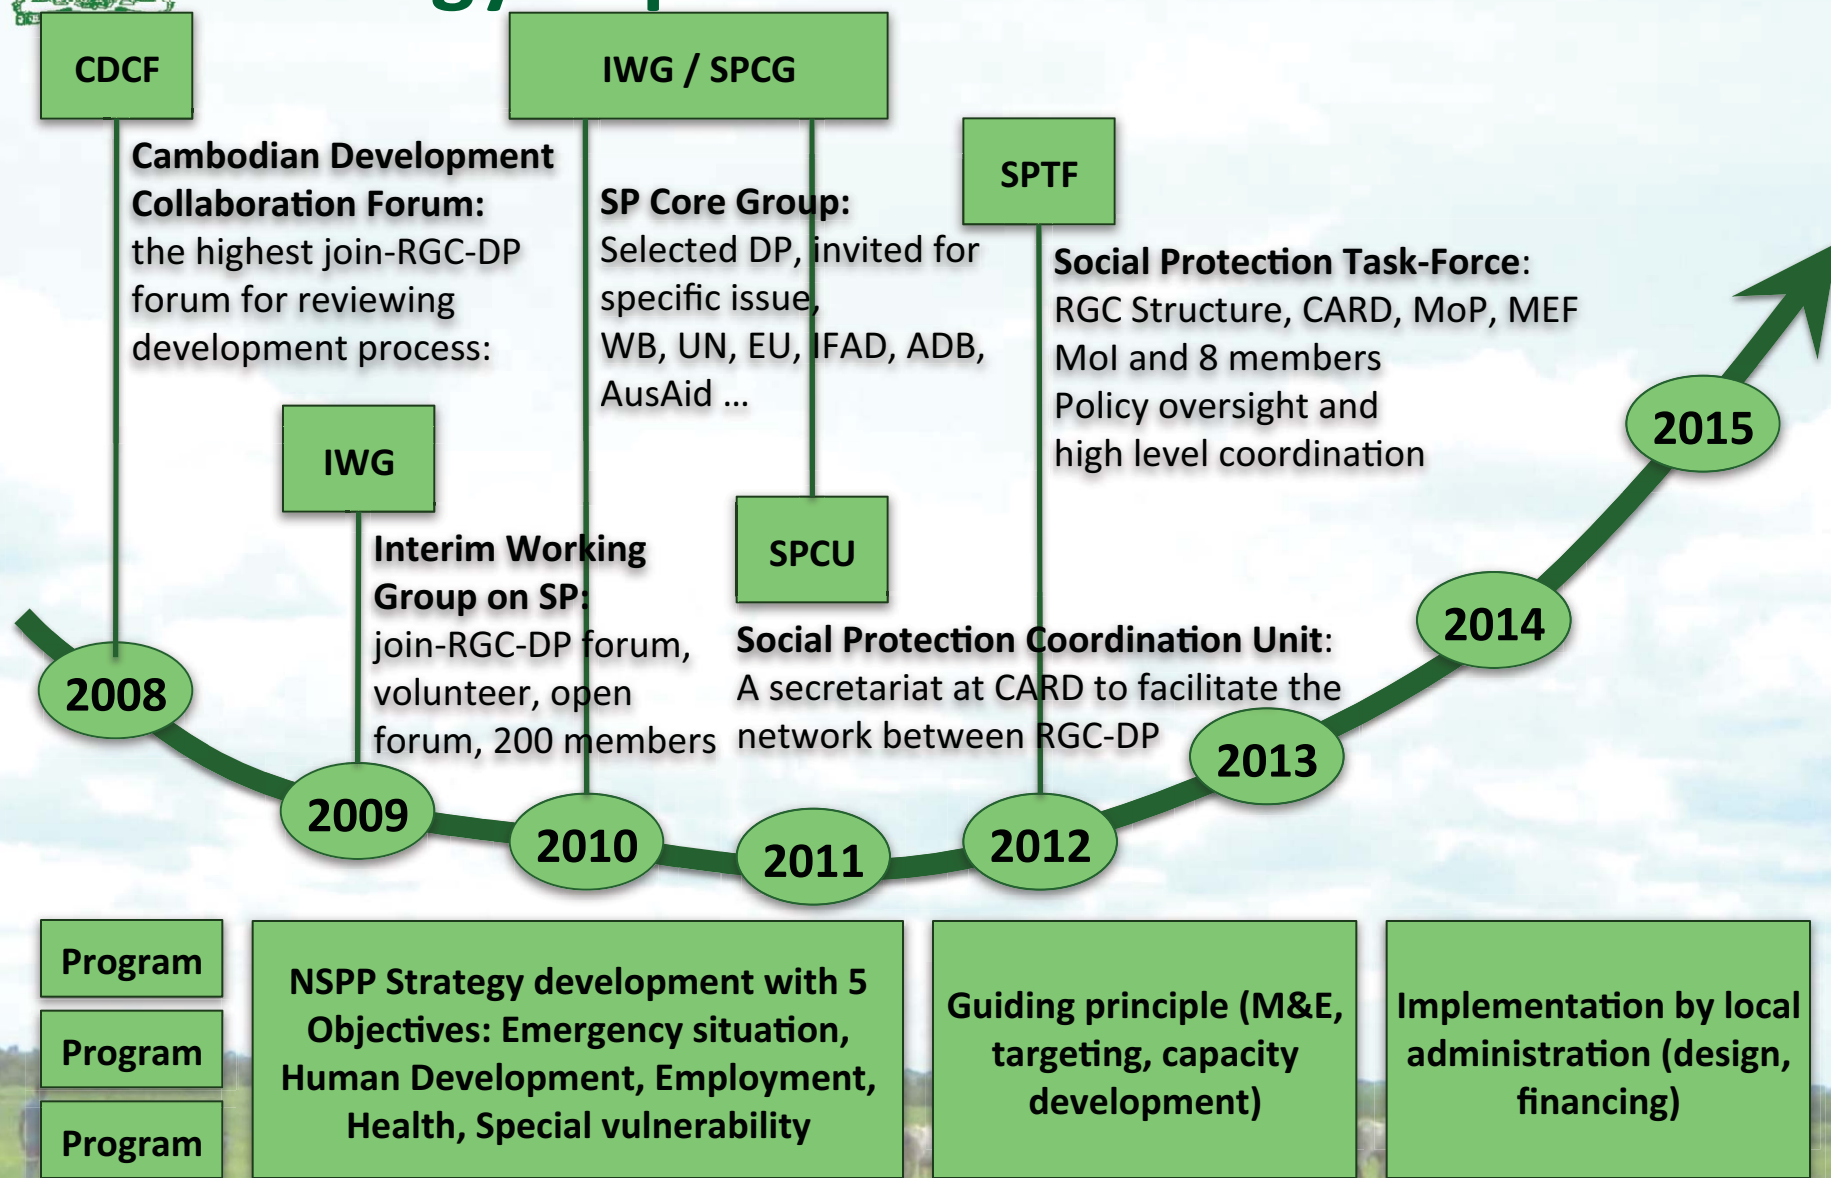 CDCF
IWG / SPCG
Cambodian Development
Collaboration Forum:
the highest join-RGC-DP
forum for reviewing
development process:
SP Core Group:
Selected DP, invited for
specific issue,
WB, UN, EU, IFAD, ADB,
AusAid ...
SPTF
Social Protection Task-Force:
RGC Structure, CARD, MoP, MEF
MoI and 8 members
Policy oversight and
high level coordination
IWG
Interim Working
Group on SP:
join-RGC-DP forum,
volunteer, open
forum, 200 members
SPCU
Social Protection Coordination Unit:
A secretariat at CARD to facilitate the
network between RGC-DP
2008
2009
2010
2011
2012
2013
2014
2015
Program
Program
Program
NSPP Strategy development with 5
Objectives: Emergency situation,
Human Development, Employment,
Health, Special vulnerability
Guiding principle (M&E,
targeting, capacity
development)
Implementation by local
administration (design,
financing)